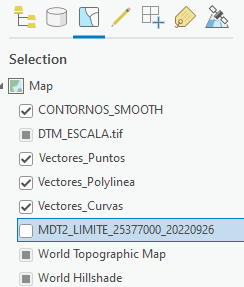 Selection
Map
CONTORNOS_SMOOTH
DTM_ESCALA.tif
Vectores_Puntos
Vectores_Polylinea
Vectores_Curvas
MDT2_LIMITE_25377000_20220926
World Topographic Map
World Hillshade